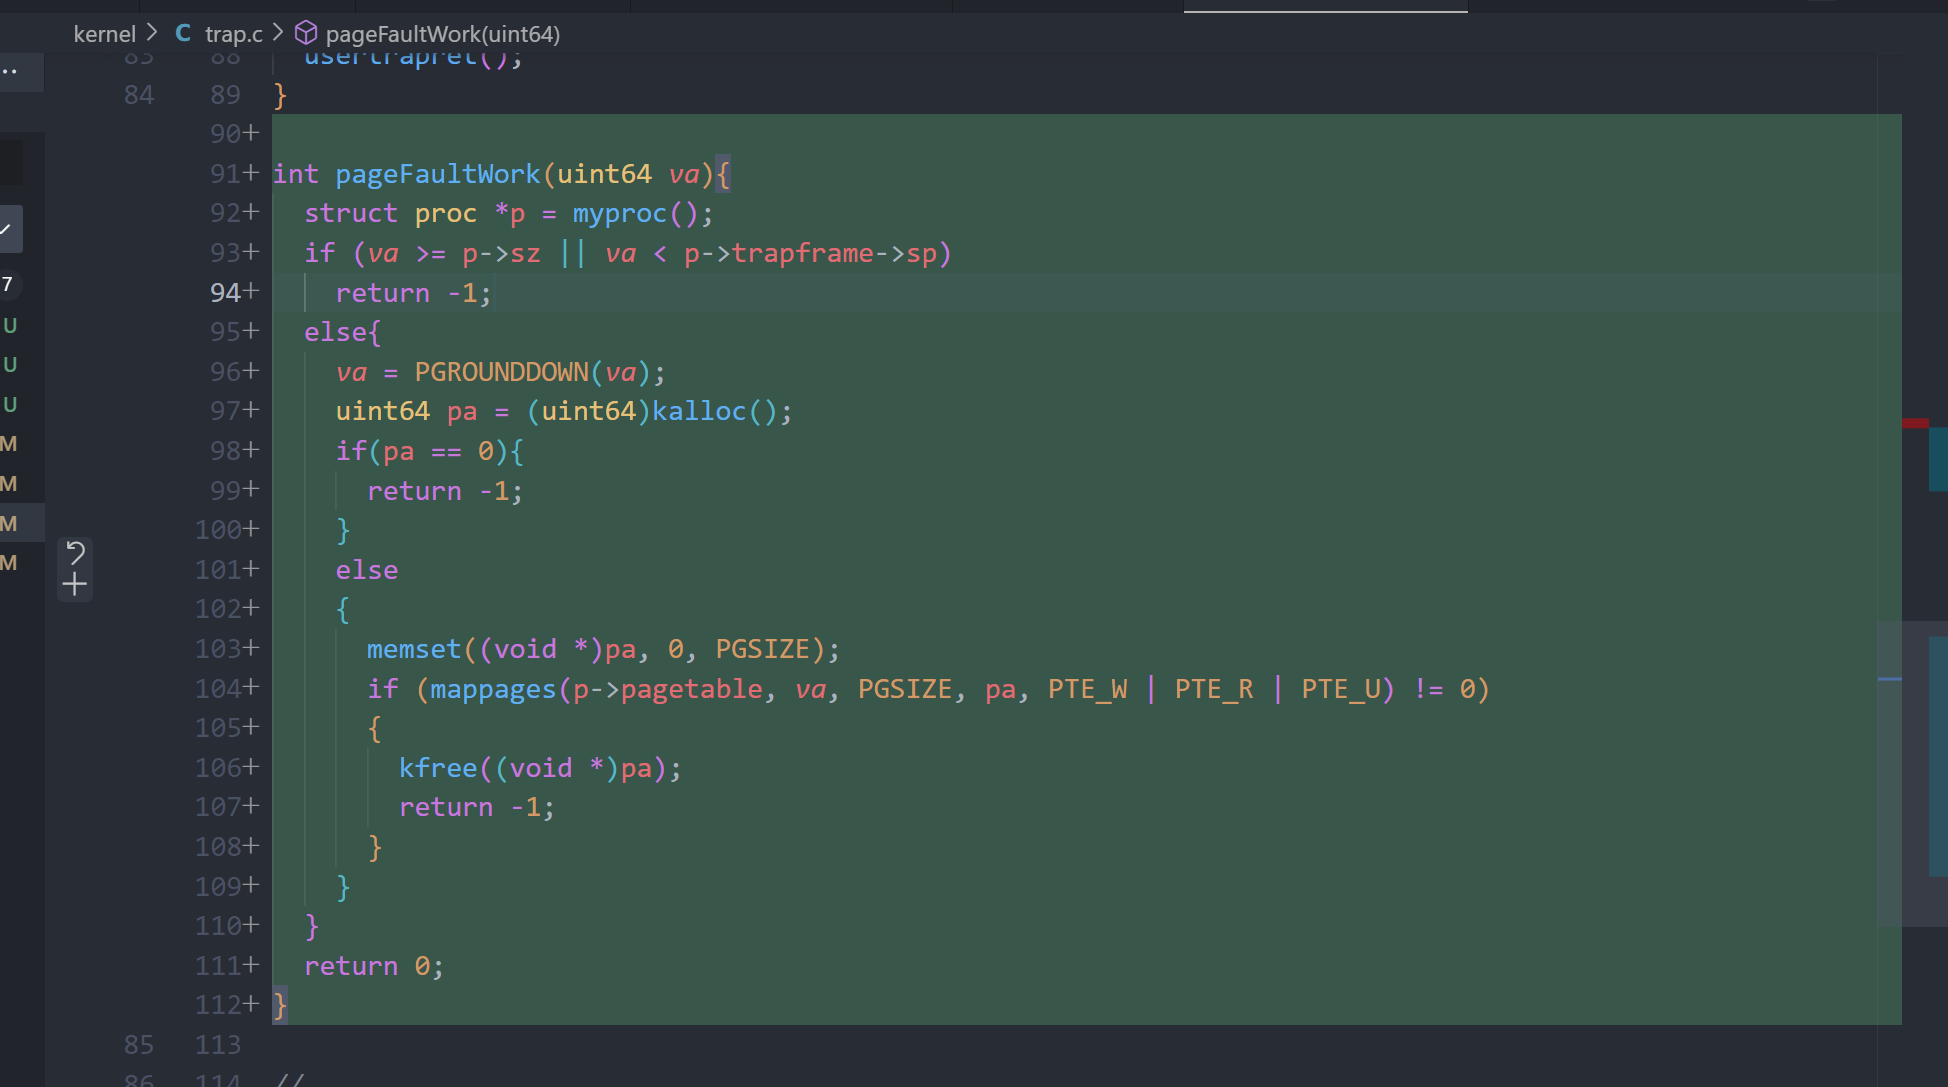 kernel > C trap.c > pageFaultWork(uint64)
83 88 usertrapret();
84 89 }
90+
91+ int pageFaultWork(uint64 va){
92+ struct proc *p = myproc();
93+ if (va >= p->sz || va < p->trapframe->sp)
94+ return -1;
95+ else{
96+ va = PGROUNDDOWN(va);
97+ uint64 pa = (uint64)kalloc();
98+ if(pa == 0){
99+ return -1;
100+ }
101+ else
102+ {
103+ memset((void *)pa, 0, PGSIZE);
104+ if (mappages(p->pagetable, va, PGSIZE, pa, PTE_W | PTE_R | PTE_U) != 0)
105+ {
106+ kfree((void *)pa);
107+ return -1;
108+ }
109+ }
110+ }
111+ return 0;
112+ }
85 113
86 114 //
7
U
U
U
M
M
M
M